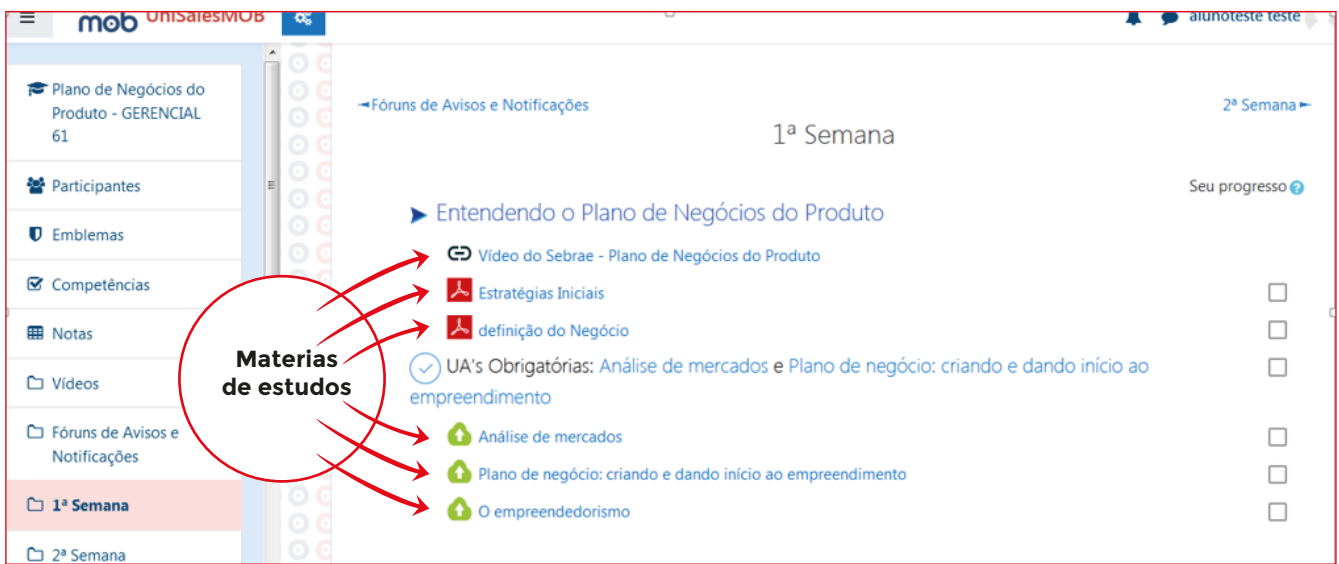 mob UniSalesMOB
alunoteste teste
Plano de Negócios do
Produto - GERENCIAL
61
Participantes
Emblemas
Competências
Notas
Vídeos
Fóruns de Avisos e
Notificações
1ª Semana
2ª Semana
Materias
de estudos
◄Fóruns de Avisos e Notificações
2ª Semana►
1ª Semana
Seu progresso
Entendendo o Plano de Negócios do Produto
Vídeo do Sebrae - Plano de Negócios do Produto
Estratégias Iniciais
definição do Negócio
UA's Obrigatórias: Análise de mercados e Plano de negócio: criando e dando início ao
empreendimento
Análise de mercados
Plano de negócio: criando e dando início ao empreendimento
O empreendedorismo